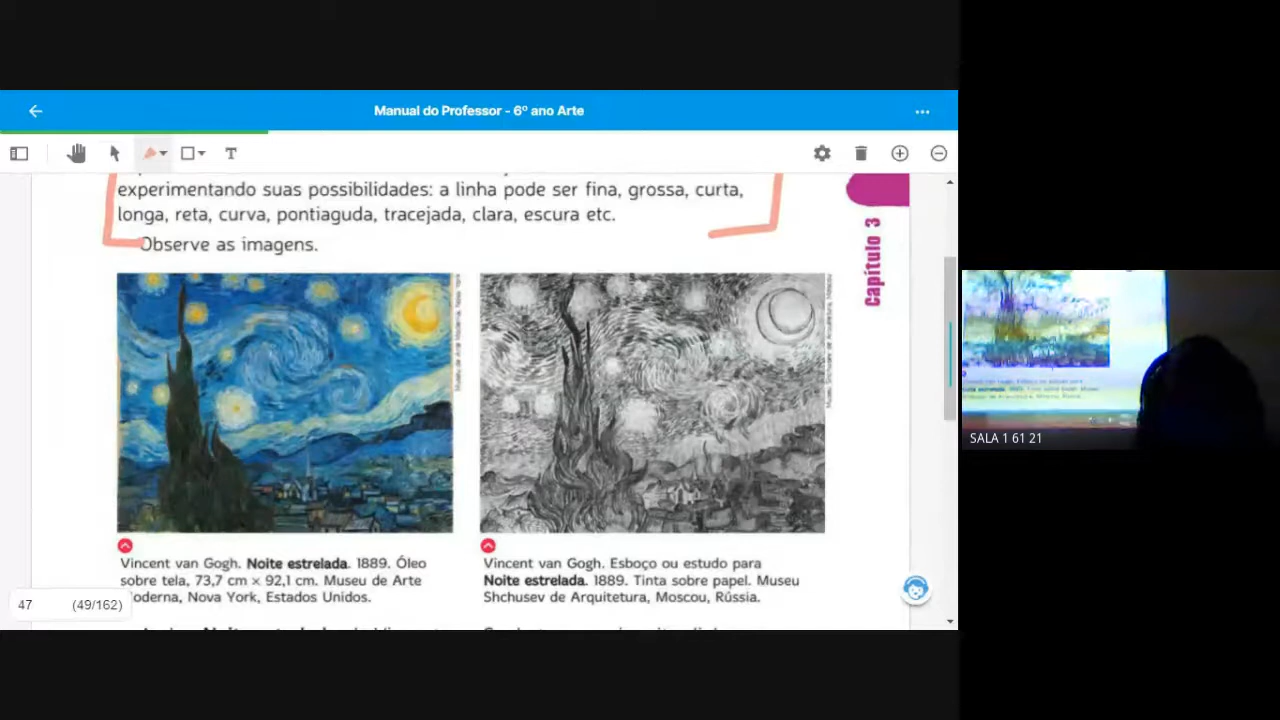 Manual do Professor - 6º ano Arte
T
experimentando suas possibilidades: a linha pode ser fina, grossa, curta,
longa, reta, curva, pontiaguda, tracejada, clara, escura etc.
Observe as imagens.
Capítulo 3
Vincent van Gogh. Noite estrelada. 1889. Óleo
sobre tela, 73,7 cm × 92,1 cm. Museu de Arte
oderna, Nova York, Estados Unidos.
Vincent van Gogh. Esboço ou estudo para
Noite estrelada. 1889. Tinta sobre papel. Museu
Shchusev de Arquitetura, Moscou, Rússia.
47 (49/162)
SALA 1 61 21